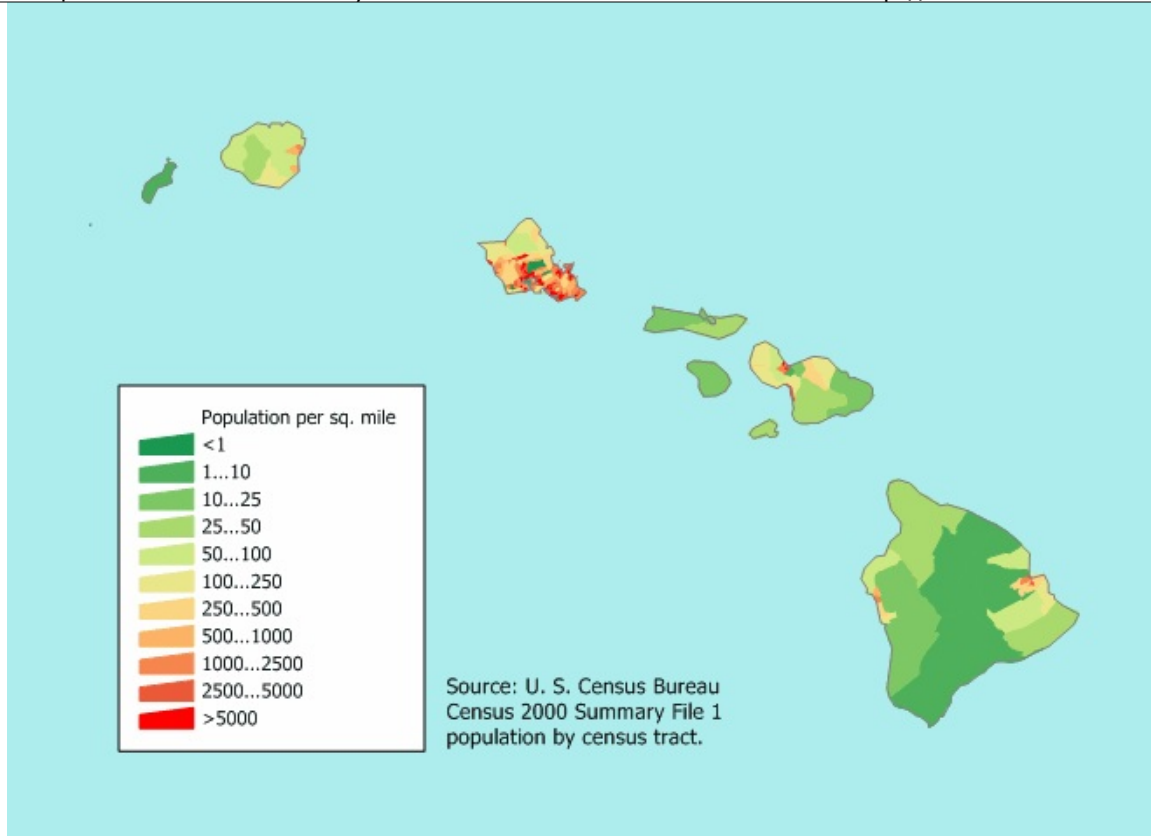 Population per sq. mile
<1
1...10
10...25
25...50
50...100
100...250
250...500
500...1000
1000...2500
2500...5000
>5000
Source: U. S. Census Bureau
Census 2000 Summary File 1
population by census tract.